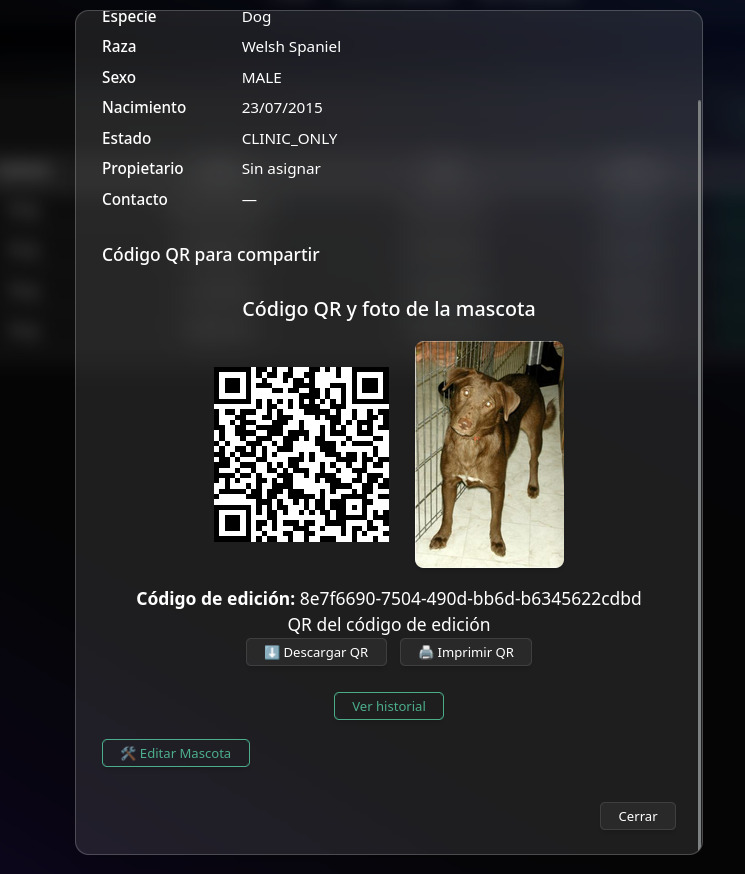 Especie Dog
Raza Welsh Spaniel
Sexo MALE
Nacimiento 23/07/2015
Estado CLINIC_ONLY
Propietario Sin asignar
Contacto —
Código QR para compartir
Código QR y foto de la mascota
Código de edición: 8e7f6690-7504-490d-bb6d-b6345622cdbd
QR del código de edición
⬇️ Descargar QR 🖨️ Imprimir QR
Ver historial
🛠️ Editar Mascota
Cerrar